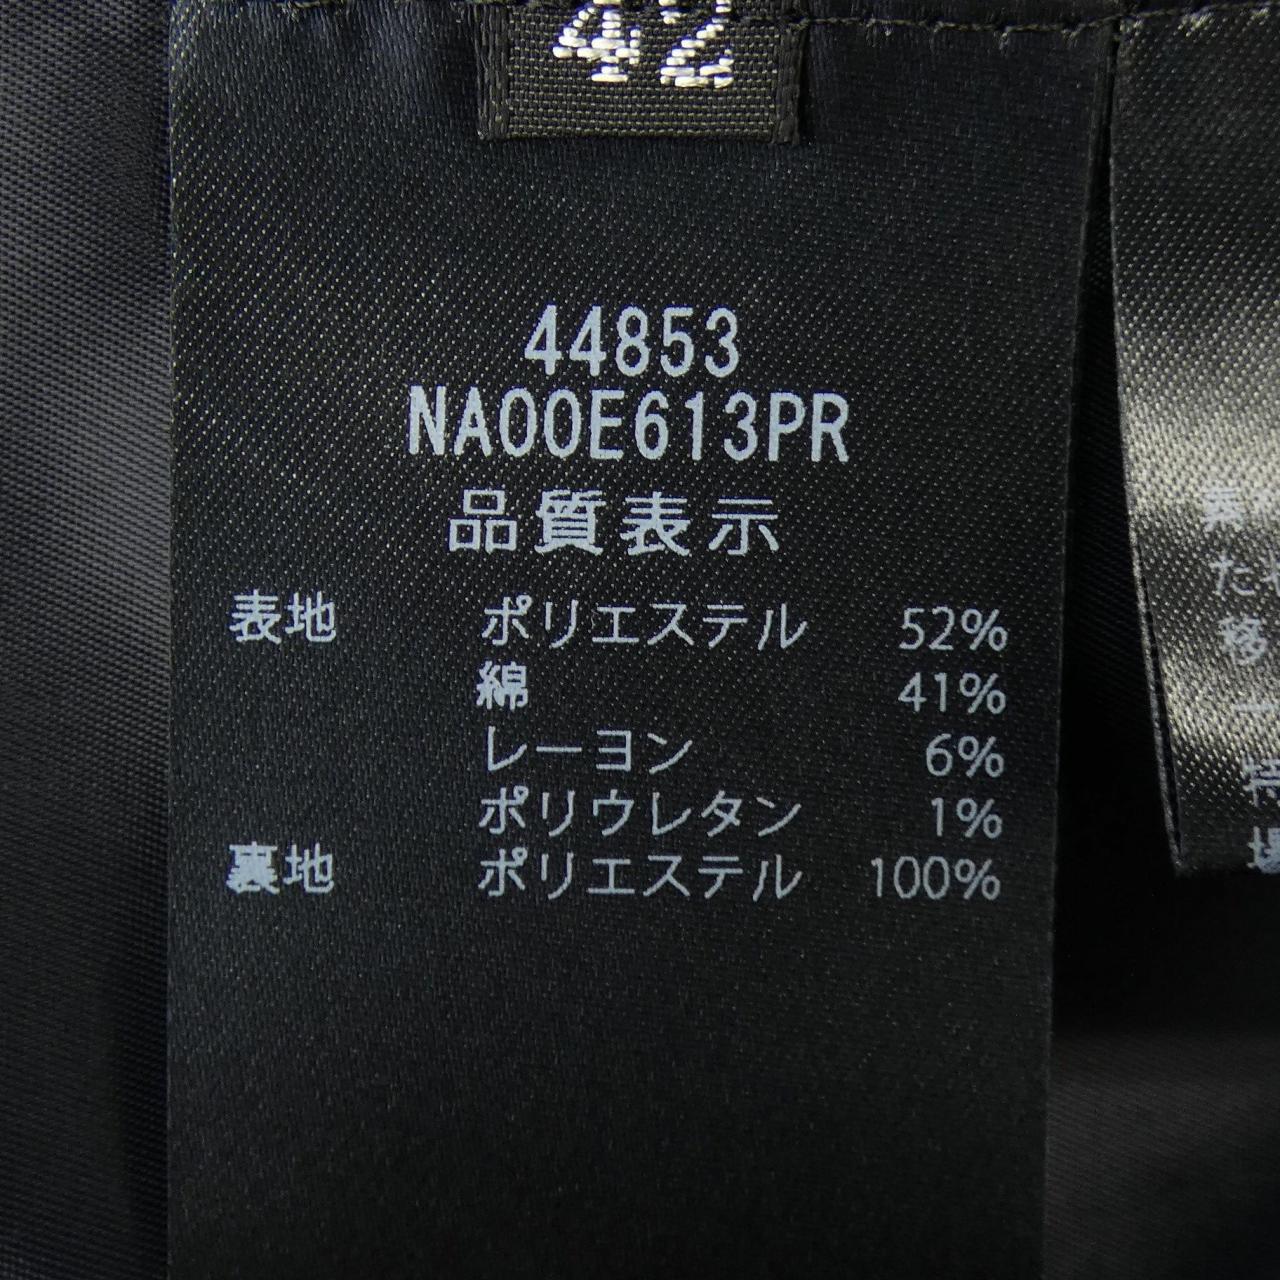 42
44853
NA00E613PR
品質表示
表地 ポリエステル 52%
綿 41%
レーヨン 6%
ポリウレタン 1%
裏地 ポリエステル 100%
た
移